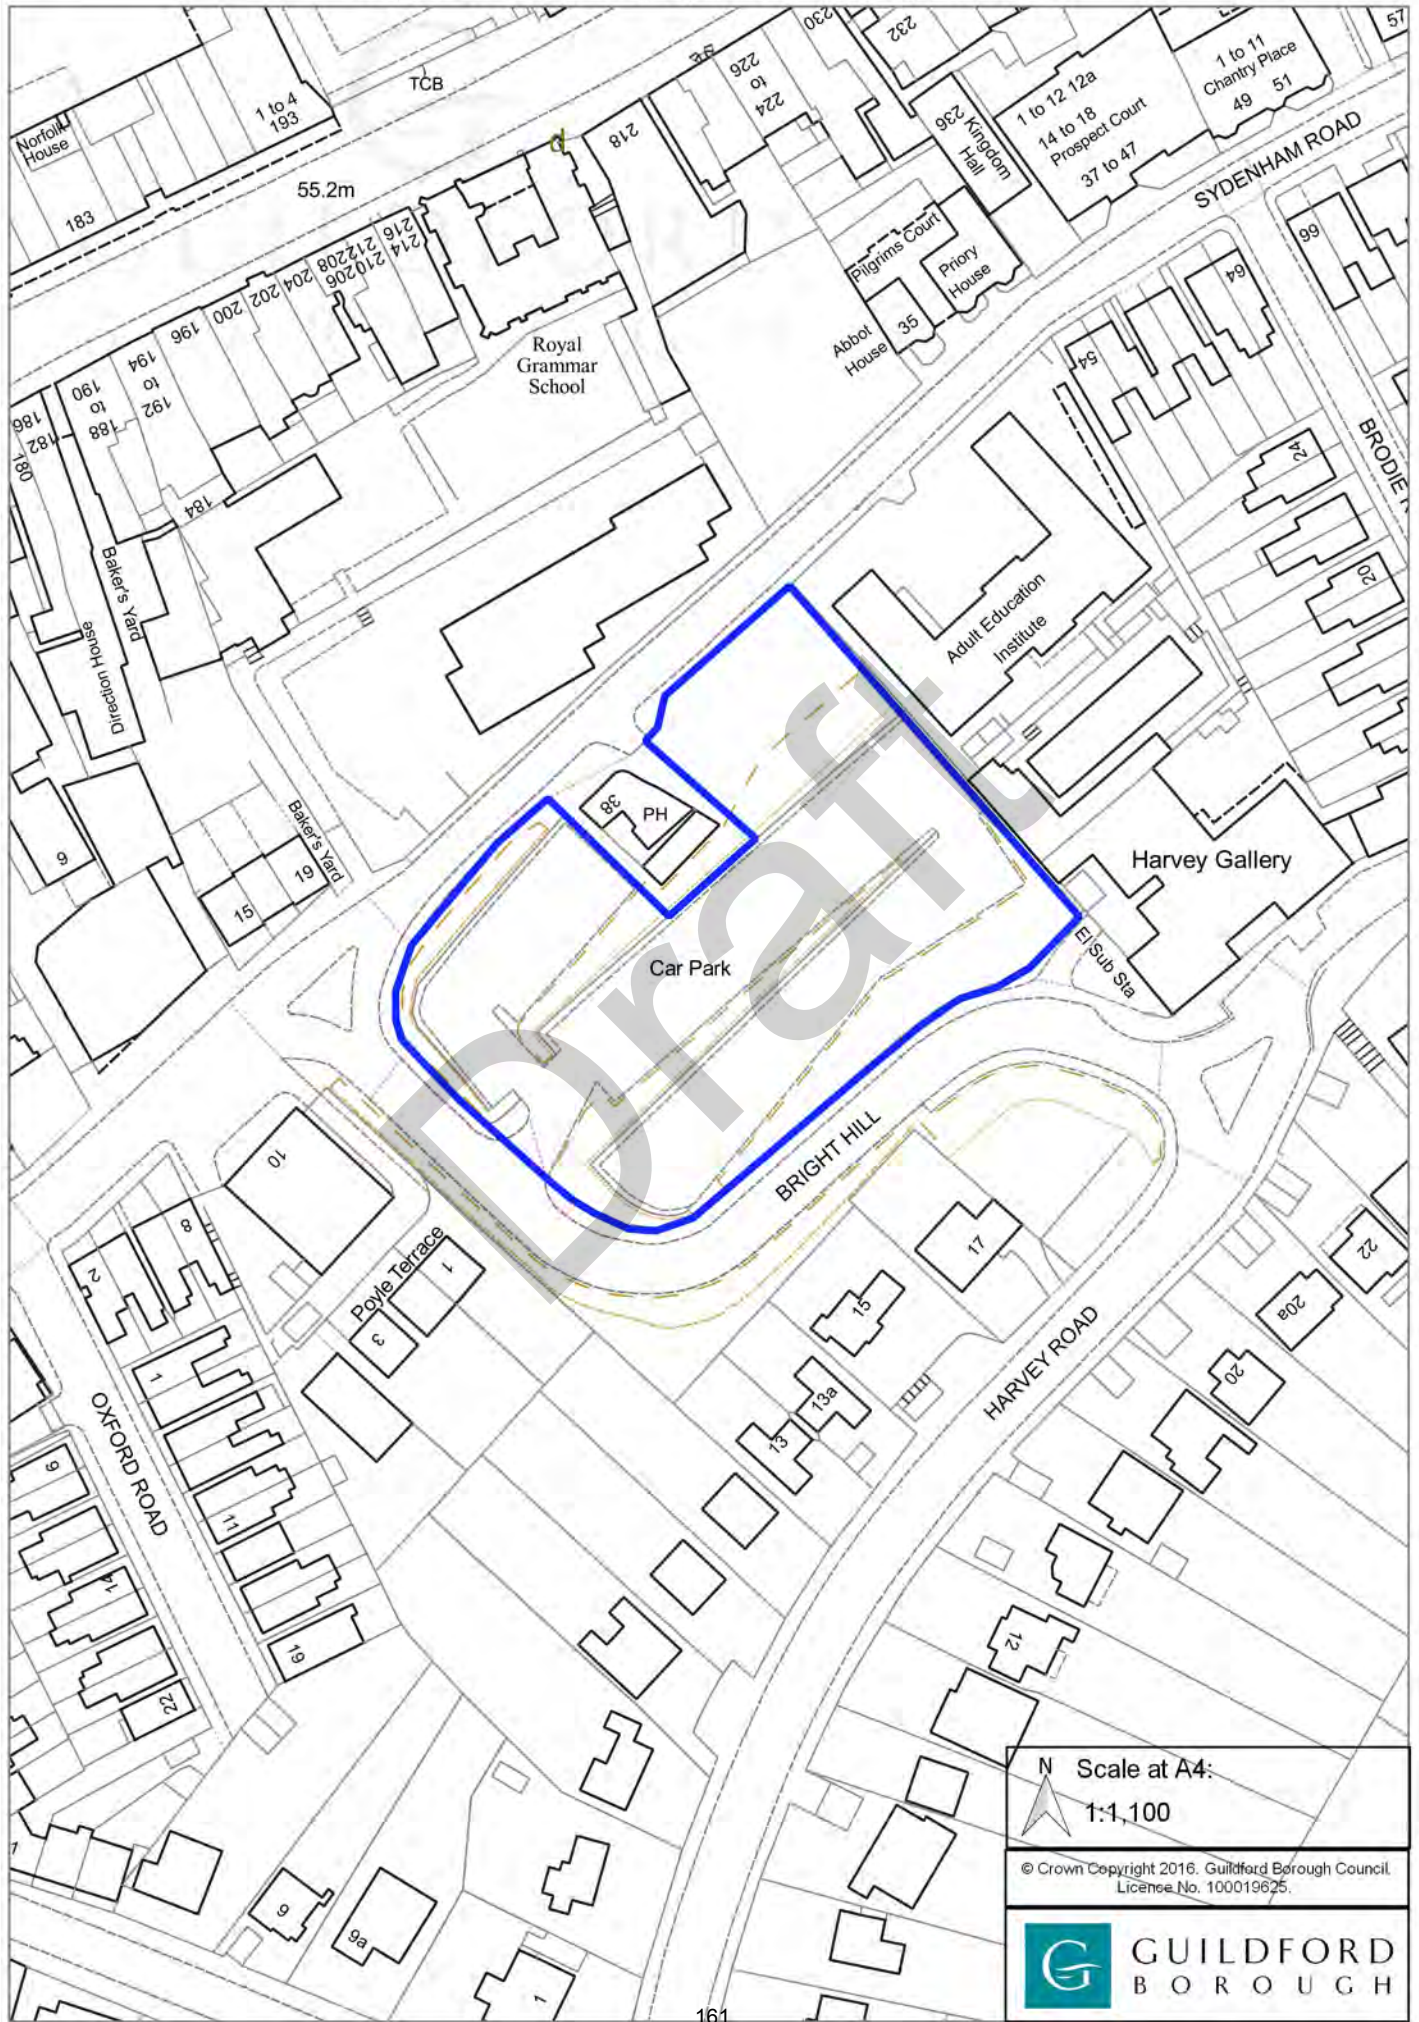 TCB
1 to 4
193
Norfolk
House
183
55.2m
218
226
to
224
230
232
236
Kingdom
Hall
1 to 12 12a
14 to 18
Prospect Court
37 to 47
1 to 11
Chantry Place
49 51
57
SYDENHAM ROAD
66
64
54
Pilgrims Court
Priory
House
35
Abbot
House
216
214
212
210
208
206
204
202
200
196
194
to
192
190
to
188
186
182
180
184
Royal
Grammar
School
BRODIE
24
20
Baker's Yard
Direction House
Adult Education
Institute
38
PH
9
Baker's Yard
19
15
Harvey Gallery
Car Park
El Sub Sta
Draft
BRIGHT HILL
10
8
2
Poyle Terrace
1
3
17
15
13a
13
HARVEY ROAD
22
20a
20
1
OXFORD ROAD
9
11
14
19
22
12
9
9a
1
N
Scale at A4:
1:1,100
© Crown Copyright 2016. Guildford Borough Council.
Licence No. 100019625.
G
GUILDFORD
BOROUGH
161